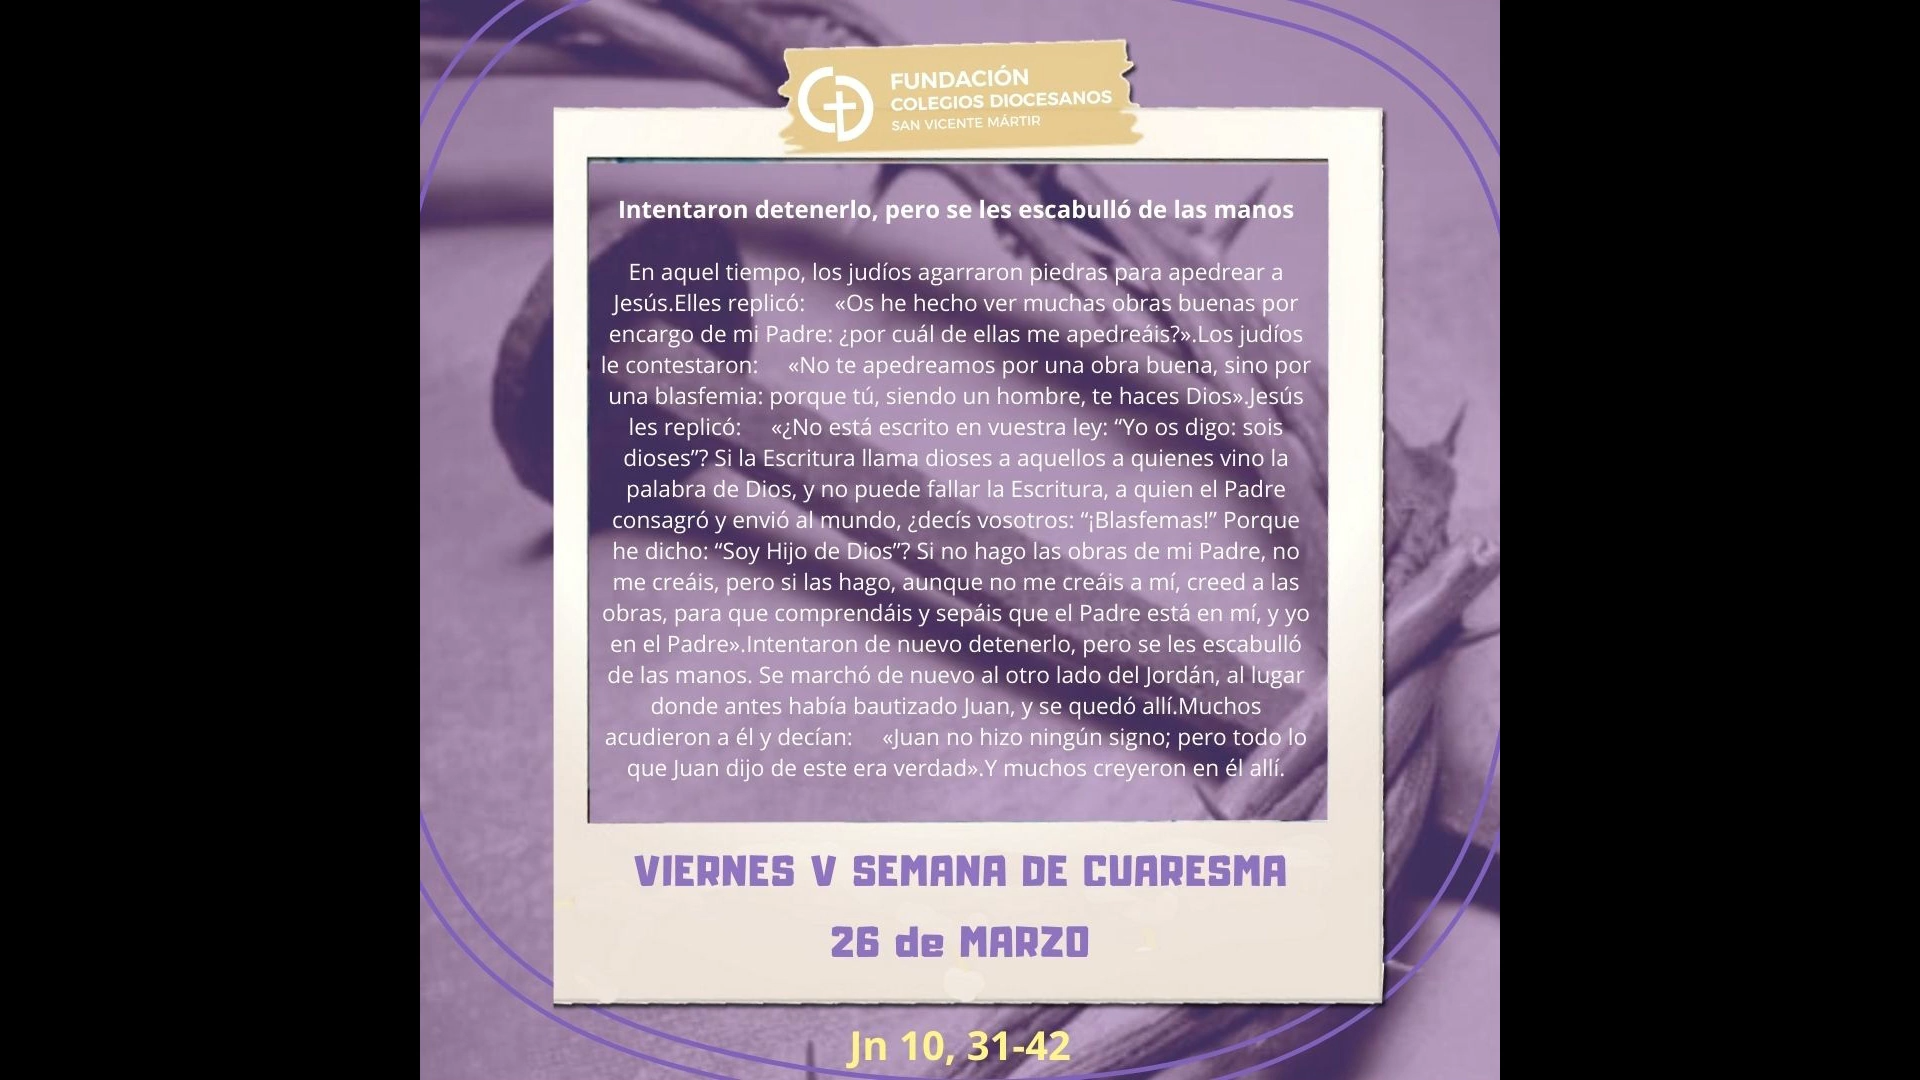 FUNDACIÓN
COLEGIOS DIOCESANOS
SAN VICENTE MÁRTIR
Intentaron detenerlo, pero se les escabulló de las manos
En aquel tiempo, los judíos agarraron piedras para apedrear a
Jesús.Elles replicó: «Os he hecho ver muchas obras buenas por
encargo de mi Padre: ¿por cuál de ellas me apedreáis?».Los judíos
le contestaron: «No te apedreamos por una obra buena, sino por
una blasfemia: porque tú, siendo un hombre, te haces Dios».Jesús
les replicó: «¿No está escrito en vuestra ley: “Yo os digo: sois
dioses”? Si la Escritura llama dioses a aquellos a quienes vino la
palabra de Dios, y no puede fallar la Escritura, a quien el Padre
consagró y envió al mundo, ¿decís vosotros: “¡Blasfemas!” Porque
he dicho: “Soy Hijo de Dios”? Si no hago las obras de mi Padre, no
me creáis, pero si las hago, aunque no me creáis a mí, creed a las
obras, para que comprendáis y sepáis que el Padre está en mí, y yo
en el Padre».Intentaron de nuevo detenerlo, pero se les escabulló
de las manos. Se marchó de nuevo al otro lado del Jordán, al lugar
donde antes había bautizado Juan, y se quedó allí.Muchos
acudieron a él y decían: «Juan no hizo ningún signo; pero todo lo
que Juan dijo de este era verdad».Y muchos creyeron en él allí.
VIERNES V SEMANA DE CUARESMA
26 de MARZO
Jn 10, 31-42